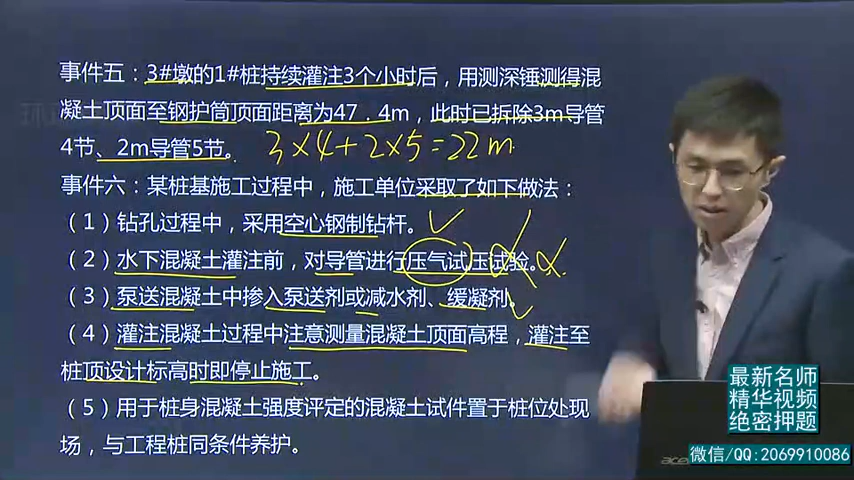 事件五：3#墩的1#桩持续灌注3个小时后，用测深锤测得混
凝土顶面至钢护筒顶面距离为47.4m，此时已拆除3m导管
4节、2m导管5节。 3×4+2×5=22m
事件六：某桩基施工过程中，施工单位采取了如下做法：
（1）钻孔过程中，采用空心钢制钻杆。
（2）水下混凝土灌注前，对导管进行压气试压试验。
（3）泵送混凝土中掺入泵送剂或减水剂、缓凝剂。
（4）灌注混凝土过程中注意测量混凝土顶面高程，灌注至
桩顶设计标高时即停止施工。
（5）用于桩身混凝土强度评定的混凝土试件置于桩位处现
场，与工程桩同条件养护。
最新名师
精华视频
绝密押题
微信/QQ:2069910086
acer